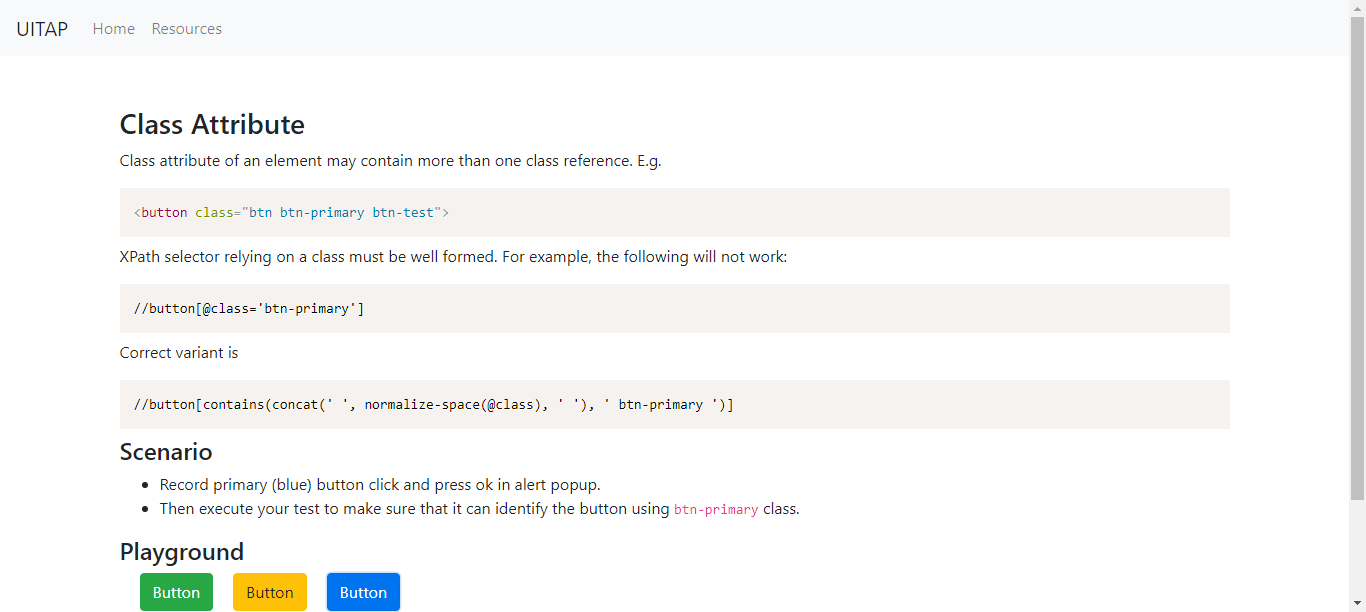 UITAP Home Resources
Class Attribute
Class attribute of an element may contain more than one class reference. E.g.
<button class="btn btn-primary btn-test">
XPath selector relying on a class must be well formed. For example, the following will not work:
//button[@class='btn-primary']
Correct variant is
//button[contains(concat(' ', normalize-space(@class), ' '), ' btn-primary ')]
Scenario
Record primary (blue) button click and press ok in alert popup.
Then execute your test to make sure that it can identify the button using btn-primary class.
Playground
Button Button Button